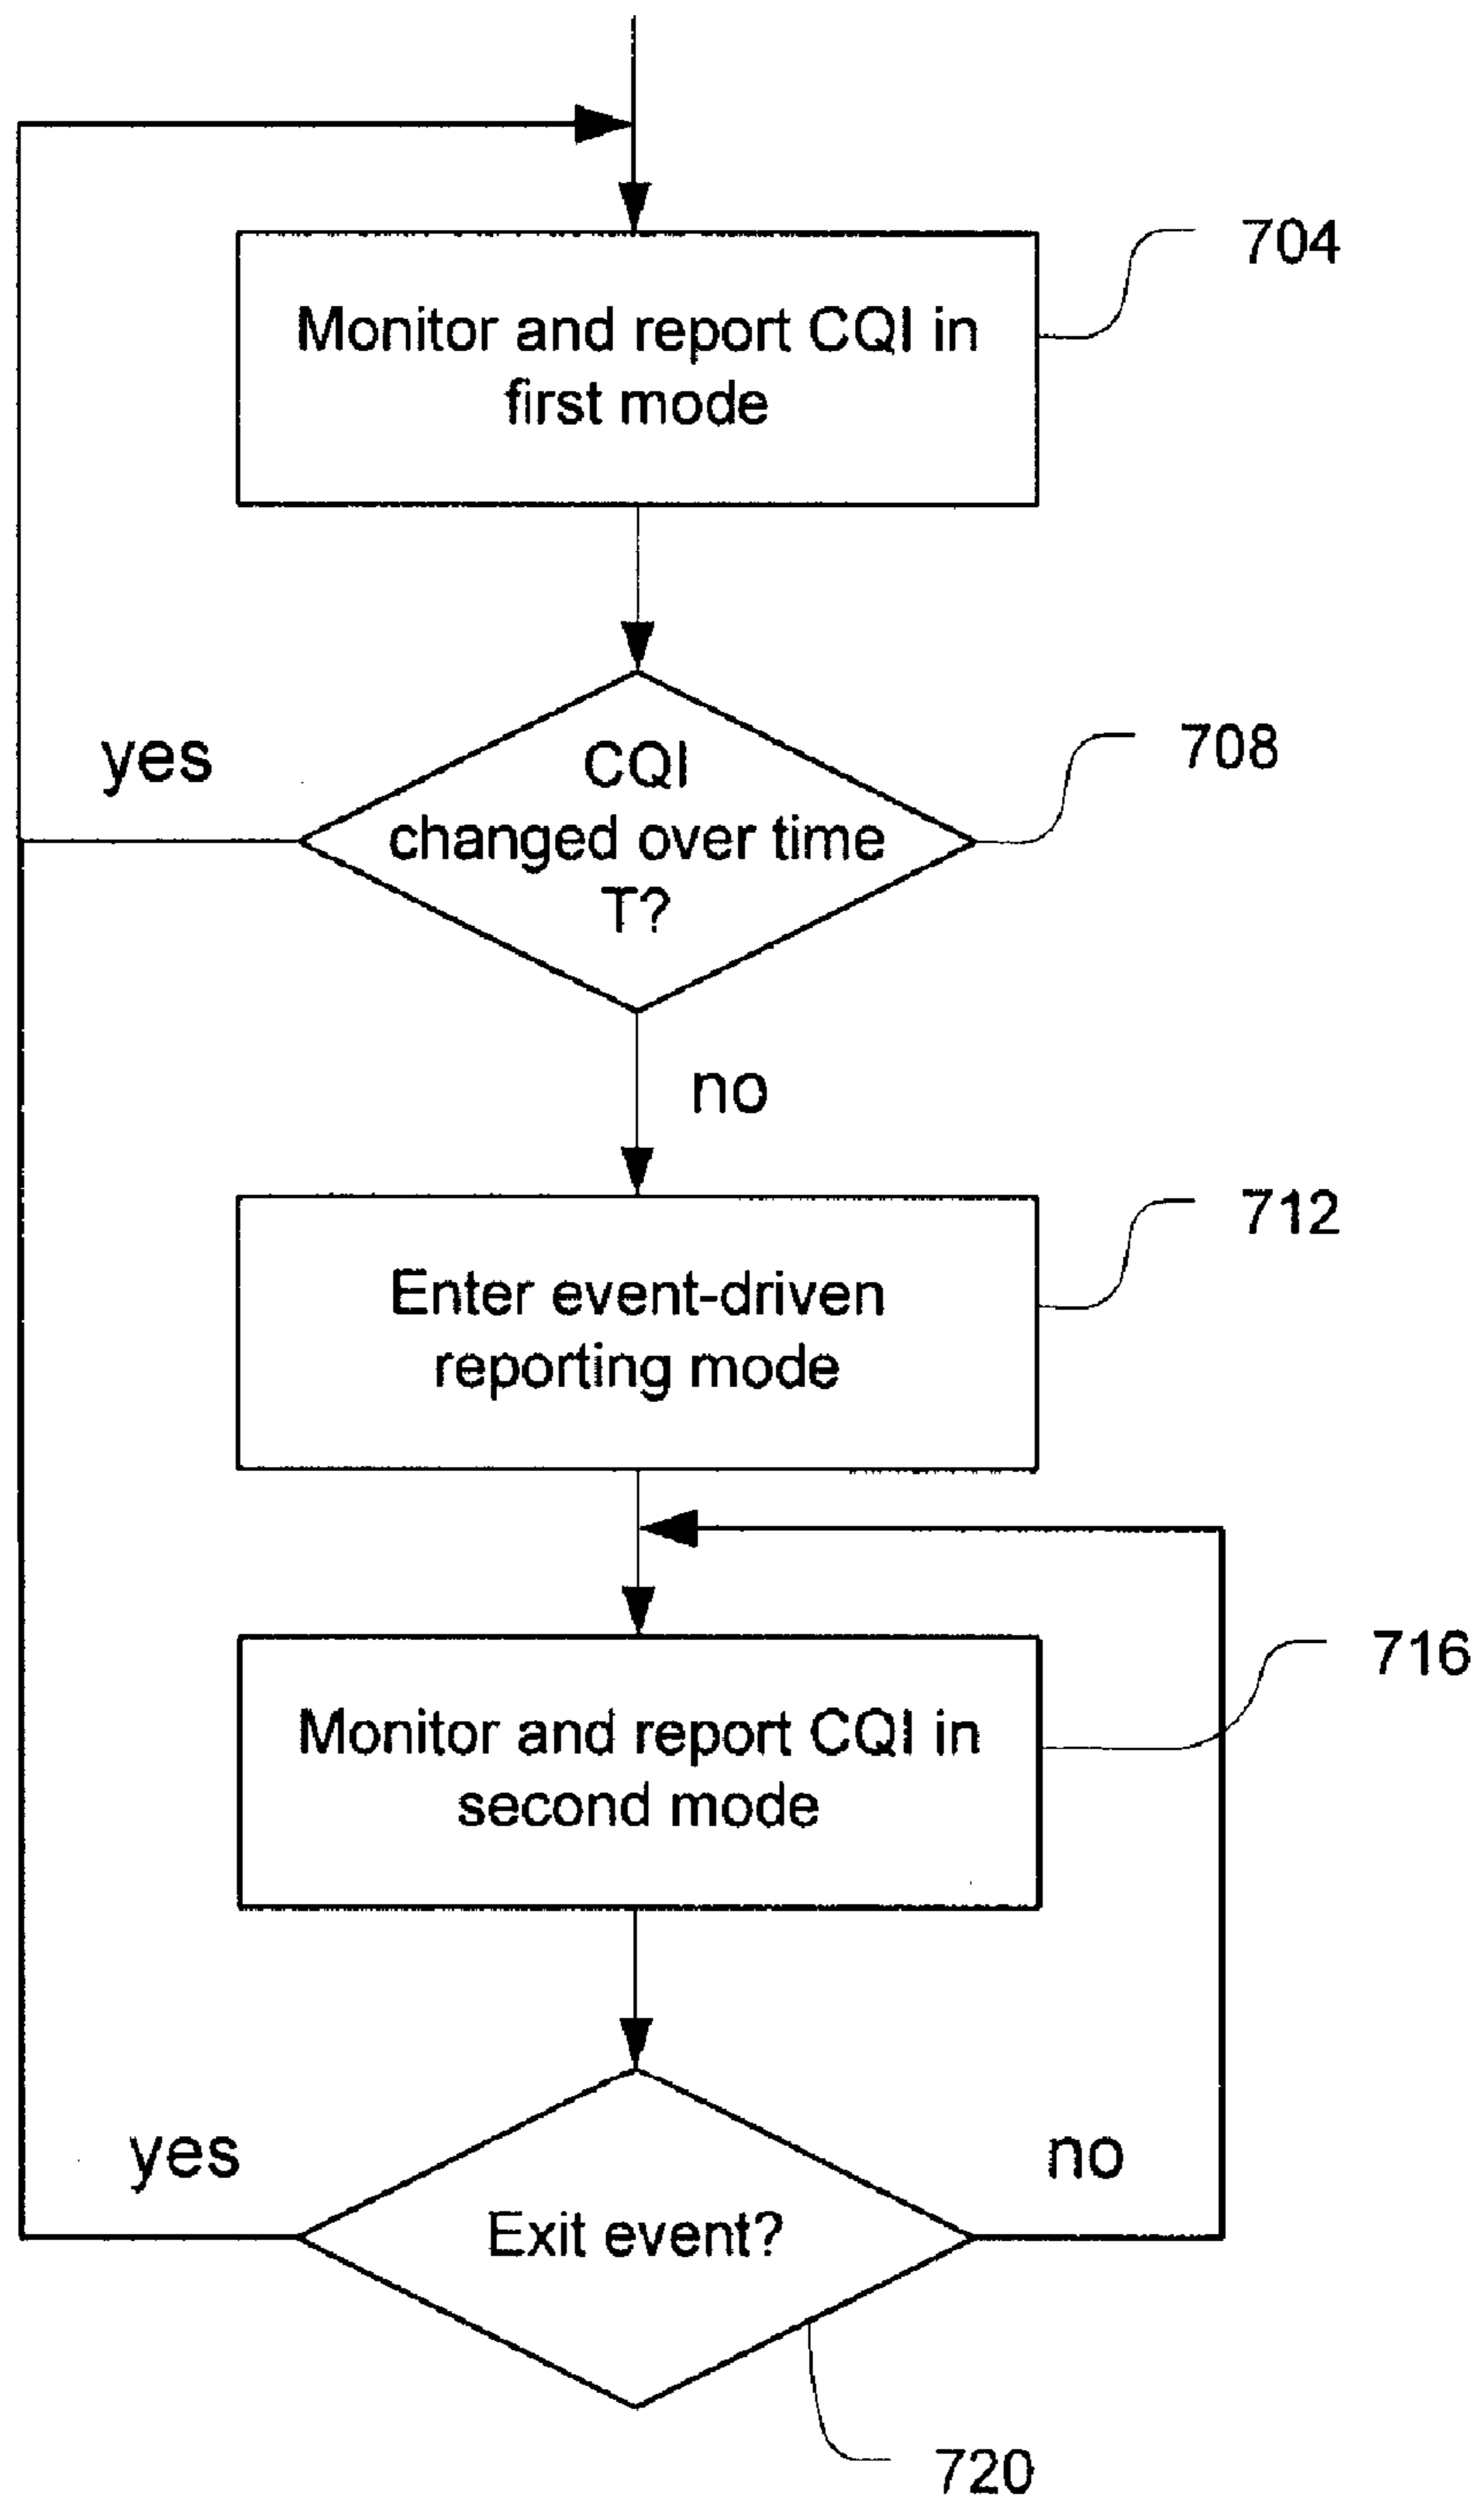 704
Monitor and report CQI in
first mode
708
yes
CQI
changed over time
T?
no
712
Enter event-driven
reporting mode
716
Monitor and report CQI in
second mode
yes
no
Exit event?
720